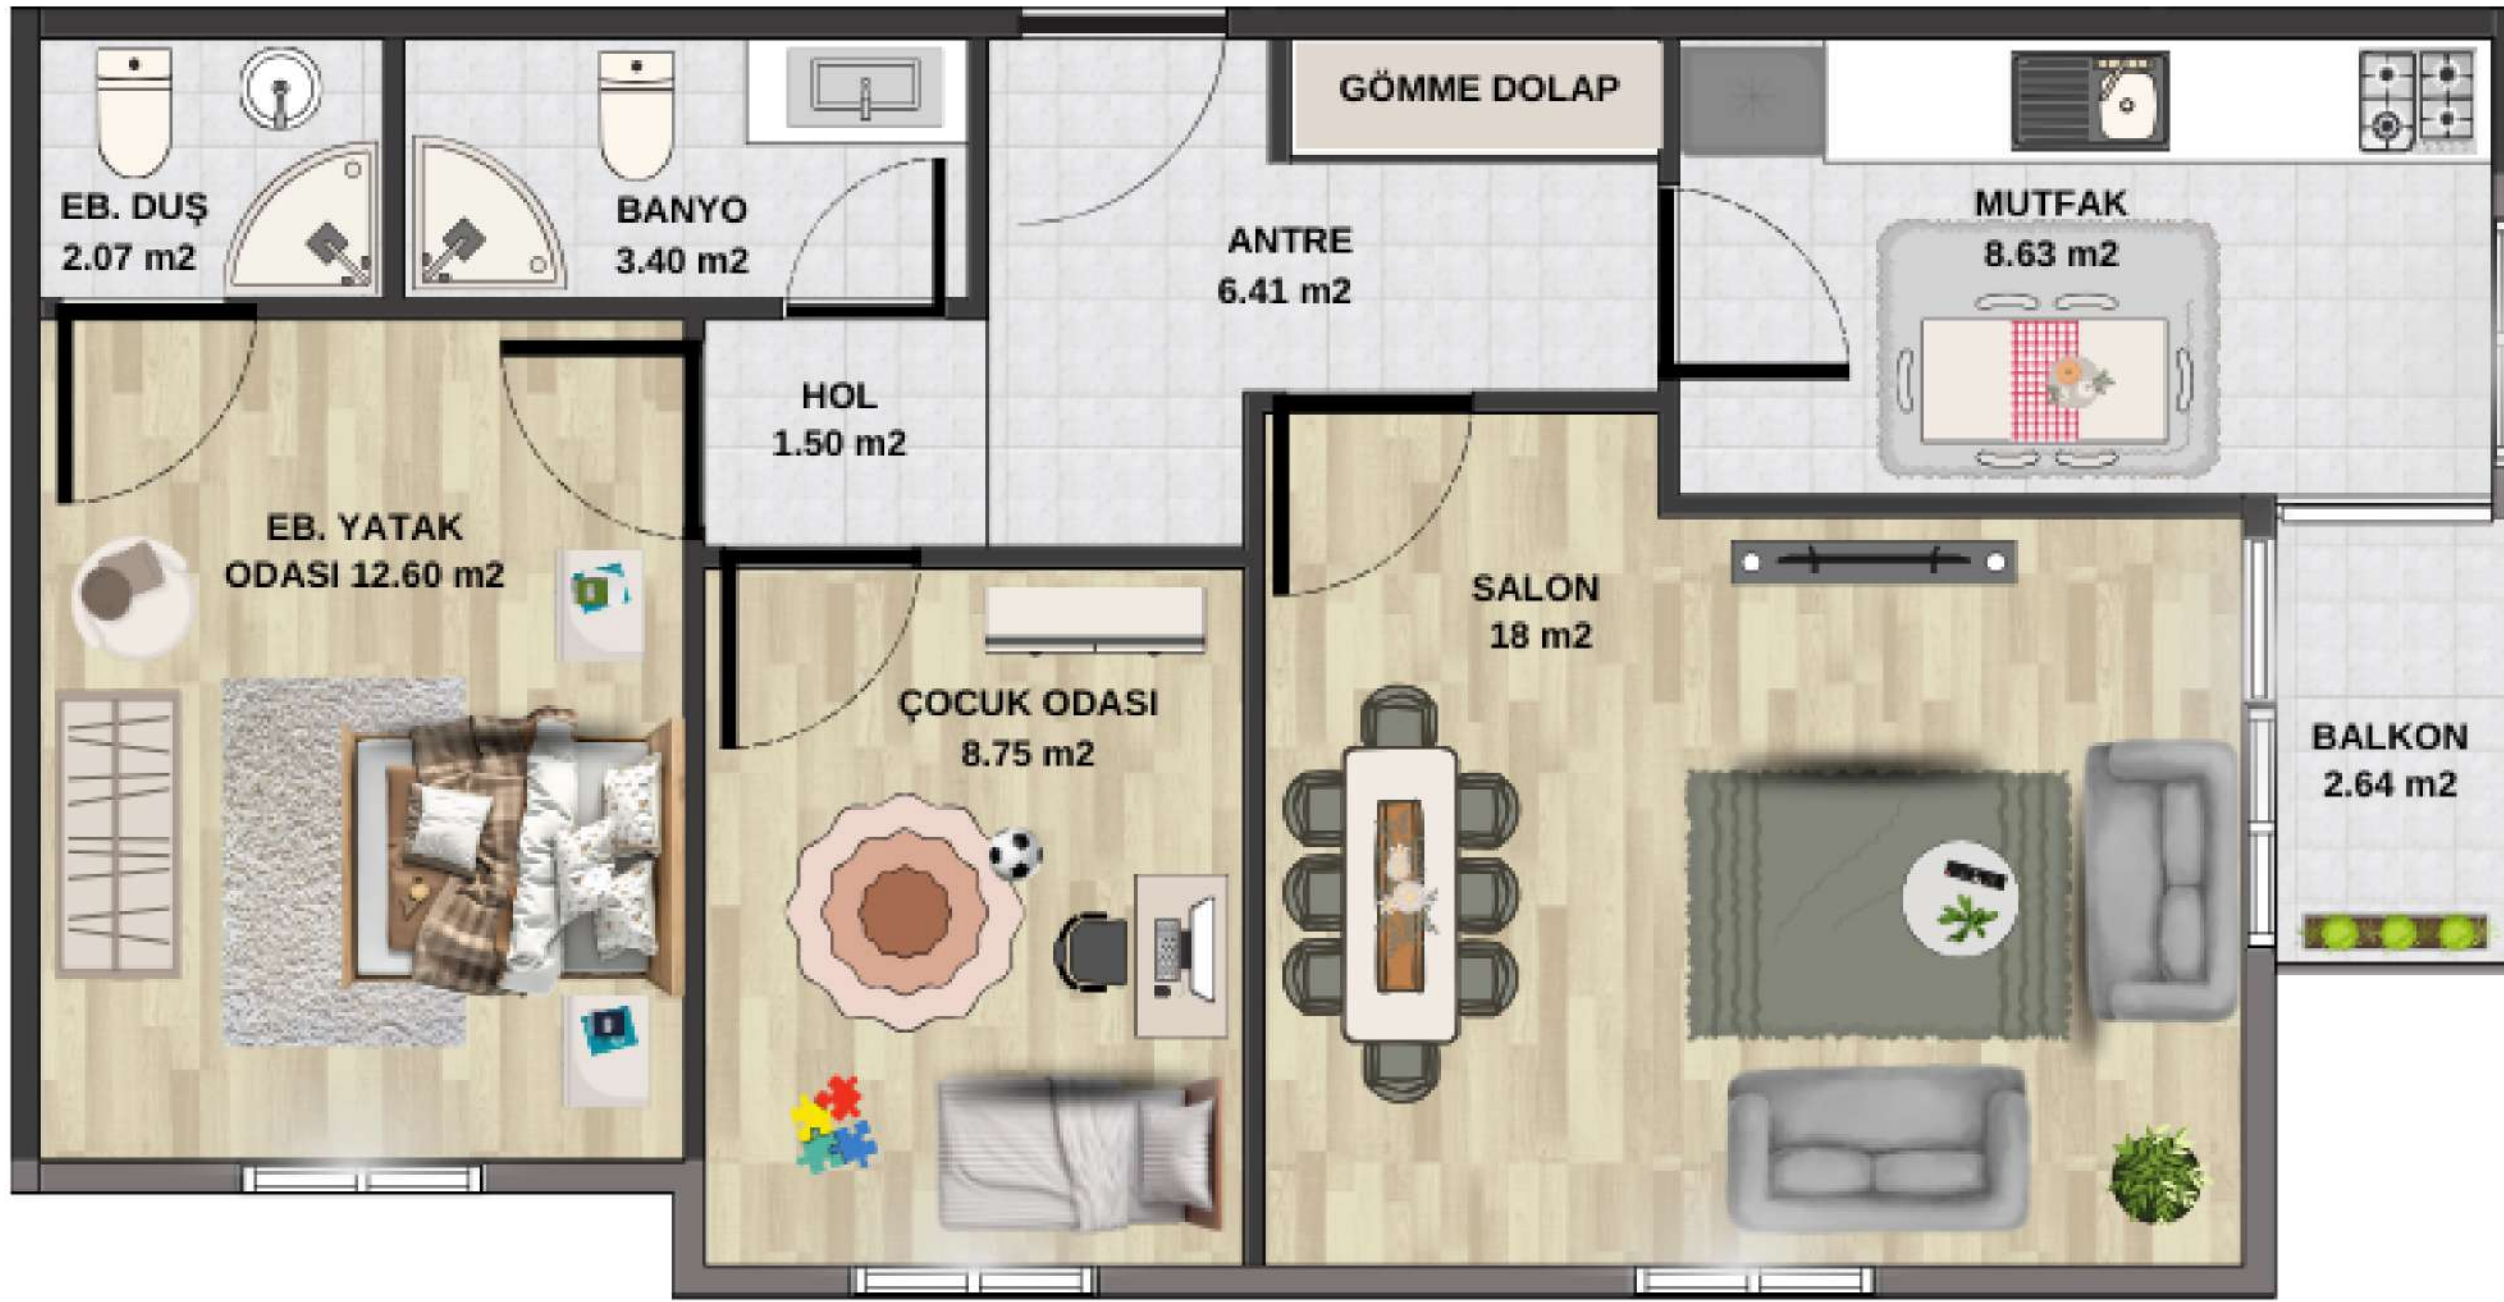 GÖMME DOLAP
EB. DUŞ
2.07 m2
BANYO
3.40 m2
ANTRE
6.41 m2
MUTFAK
8.63 m2
HOL
1.50 m2
EB. YATAK
ODASI 12.60 m2
SALON
18 m2
ÇOCUK ODASI
8.75 m2
BALKON
2.64 m2